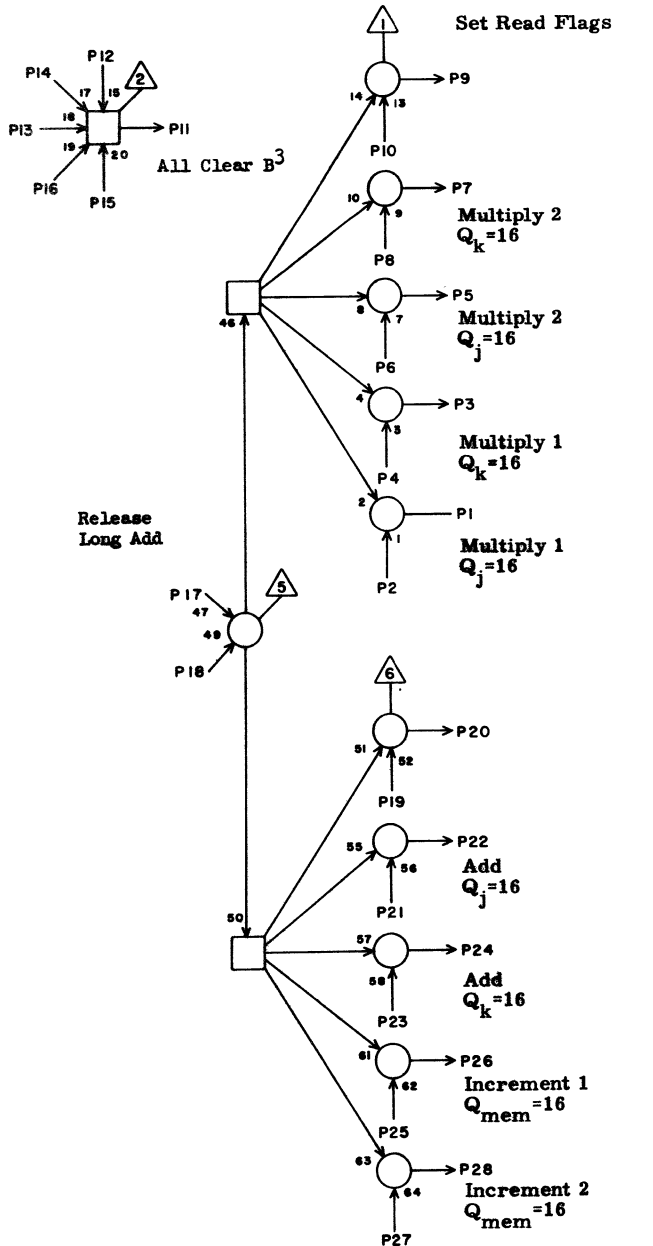 1
Set Read Flags
P9
14
13
P10
P12
P14
2
17
15
P13
18
P11
19
20
P16
P15
All Clear B3
10
9
P7
P8
Multiply 2
Qk=16
46
8
7
P5
P6
Multiply 2
Qj=16
4
3
P3
P4
Multiply 1
Qk=16
2
1
P1
P2
Multiply 1
Qj=16
Release
Long Add
P17
47
5
49
P18
6
51
52
P20
P19
55
56
P22
P21
Add
Qj=16
50
57
58
P24
P23
Add
Qk=16
61
62
P26
P25
Increment 1
Qmem=16
63
64
P28
P27
Increment 2
Qmem=16